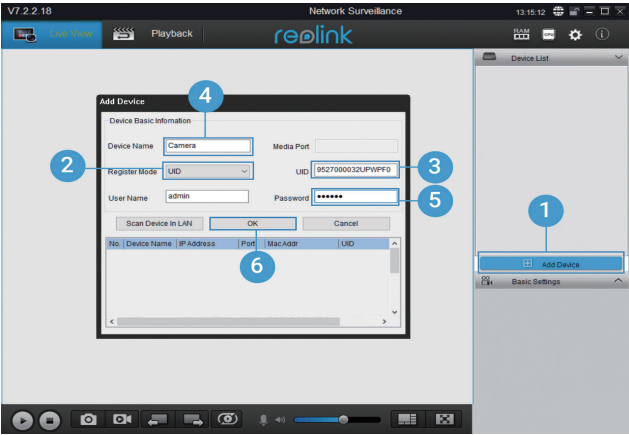 V7.2.2.18 Network Surveillance 13:15:12
Live View Playback reolink RAM CPU
Device List
Add Device
4
Device Basic Infomation
Device Name Camera Media Port
2 Register Mode UID UID 9527000032UPWPF0 3
User Name admin Password ●●●●●● 5
1
Scan Device In LAN OK Cancel
No. Device Name IP Address Port MacAddr UID
6
Add Device
Basic Settings